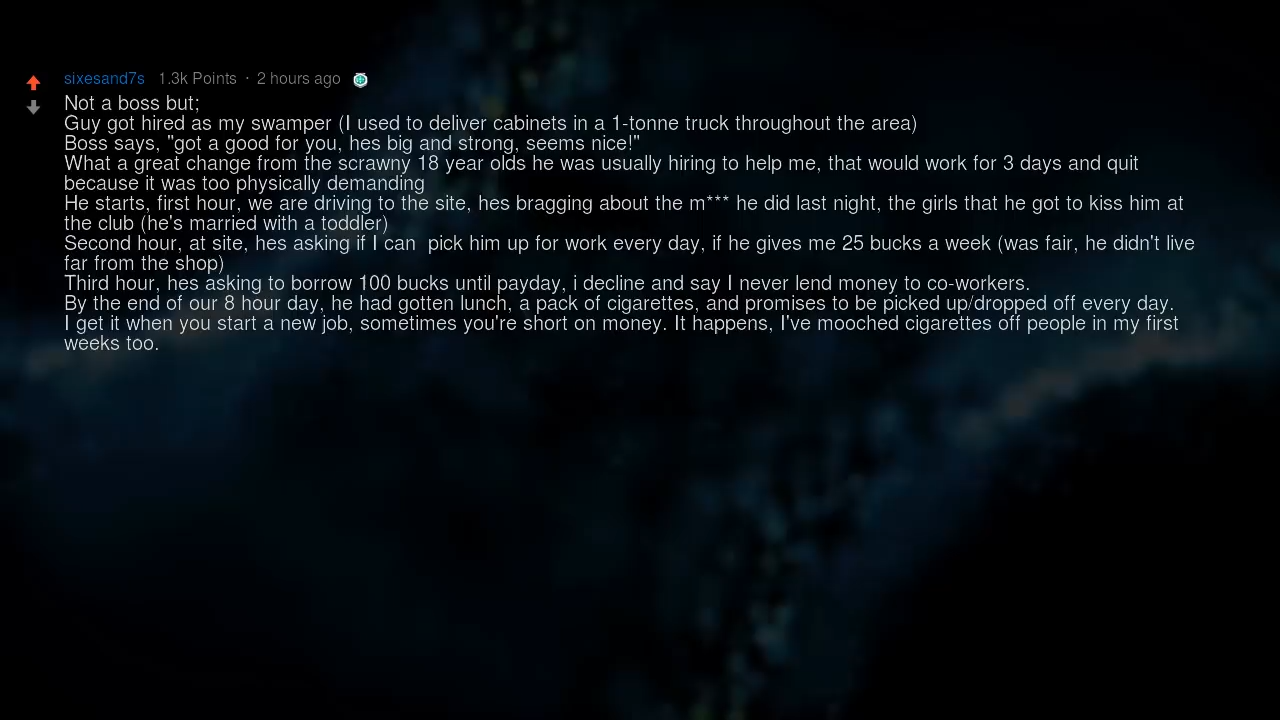 sixesand7s 1.3k Points · 2 hours ago
Not a boss but;
Guy got hired as my swamper (I used to deliver cabinets in a 1-tonne truck throughout the area)
Boss says, "got a good for you, hes big and strong, seems nice!"
What a great change from the scrawny 18 year olds he was usually hiring to help me, that would work for 3 days and quit
because it was too physically demanding
He starts, first hour, we are driving to the site, hes bragging about the m*** he did last night, the girls that he got to kiss him at
the club (he's married with a toddler)
Second hour, at site, hes asking if I can  pick him up for work every day, if he gives me 25 bucks a week (was fair, he didn't live
far from the shop)
Third hour, hes asking to borrow 100 bucks until payday, i decline and say I never lend money to co-workers.
By the end of our 8 hour day, he had gotten lunch, a pack of cigarettes, and promises to be picked up/dropped off every day.
I get it when you start a new job, sometimes you're short on money. It happens, I've mooched cigarettes off people in my first
weeks too.